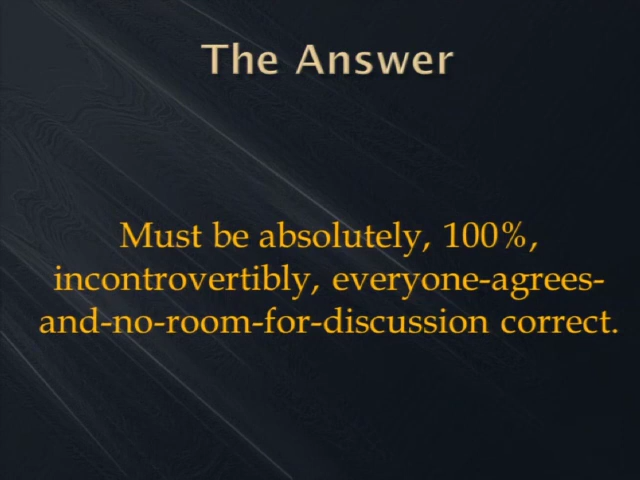 The Answer
Must be absolutely, 100%,
incontrovertibly, everyone-agrees-
and-no-room-for-discussion correct.